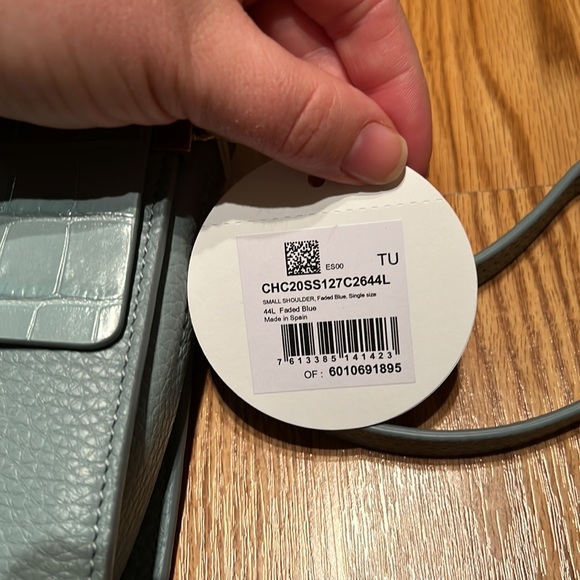 ES00
TU
CHC20SS127C2644L
SMALL SHOULDER, Faded Blue, Single size
44L Faded Blue
Made in Spain
7 613385 141423
OF : 6010691895